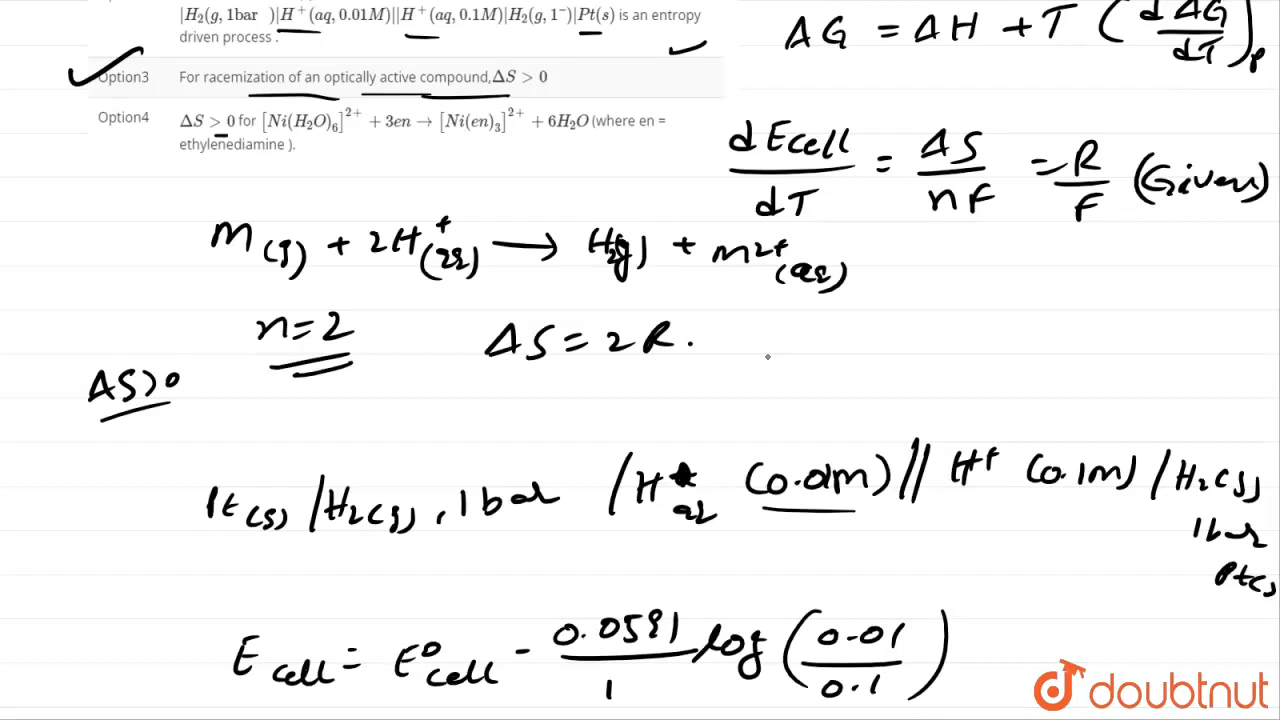 |H₂(g, 1bar )|H⁺(aq, 0.01M)||H⁺(aq, 0.1M)|H₂(g, 1⁻)|Pt(s) is an entropy
driven process .
Option3 For racemization of an optically active compound,ΔS > 0
Option4 ΔS > 0 for [Ni(H₂O)₆]²⁺ + 3en → [Ni(en)₃]²⁺ + 6H₂O (where en =
ethylenediamine ).
ΔG = ΔH + T (dΔG/dT)p
dEcell/dT = ΔS/nF = R/F (Given)
M(s) + 2H⁺(aq) → H₂(g) + M²⁺(aq)
n=2 ΔS = 2R.
ΔS>0
Pt(s) /H₂(g), 1 bar /H⁺ aq (0.01M) // H⁺ (0.1M) /H₂(g)
1 bar
Pt(s)
E cell = E⁰cell - 0.0591/1 log (0.01/0.1)
doubtnut